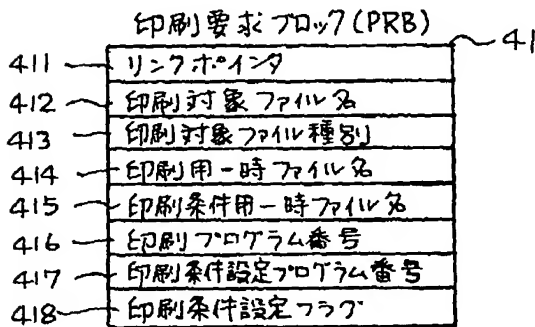 印刷要求ブロック(PRB)
41
411 リンクポインタ
412 印刷対象ファイル名
413 印刷対象ファイル種別
414 印刷用一時ファイル名
415 印刷条件用一時ファイル名
416 印刷プログラム番号
417 印刷条件設定プログラム番号
418 印刷条件設定フラグ